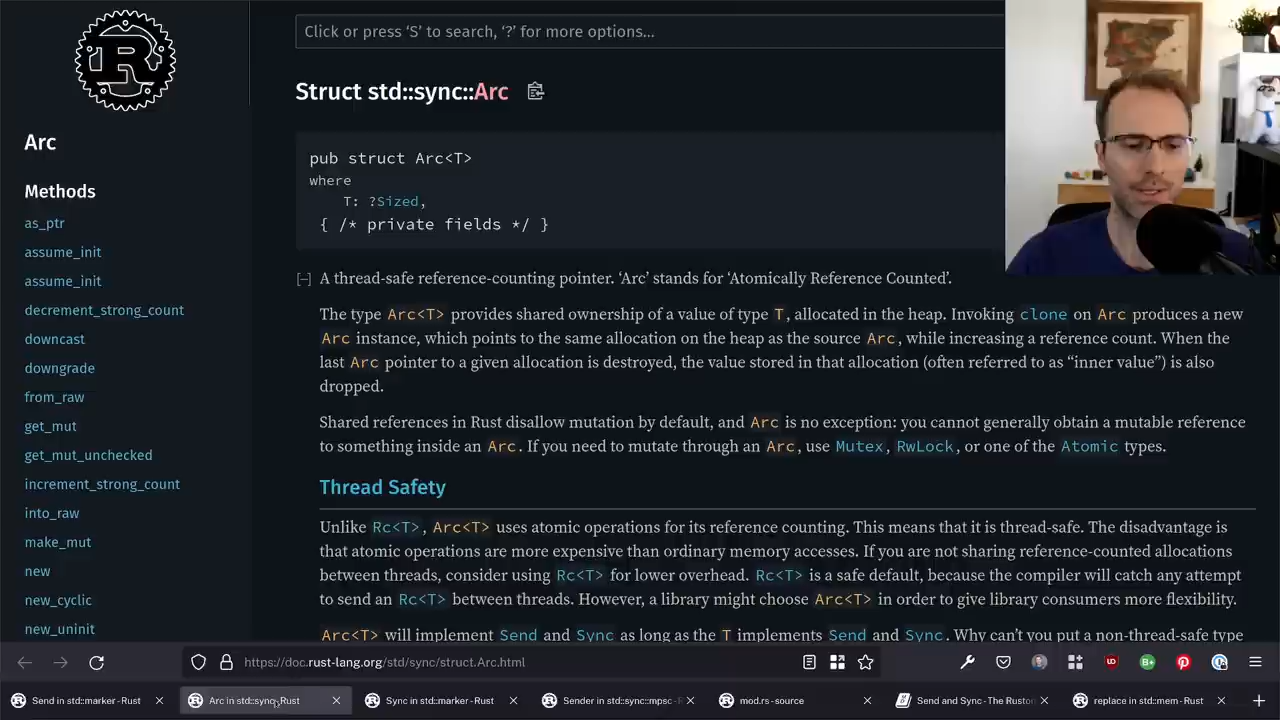 Click or press ‘S’ to search, ‘?’ for more options…
Struct std::sync::Arc
Arc
pub struct Arc<T>
where
T: ?Sized,
{ /* private fields */ }
Methods
as_ptr
assume_init
assume_init
decrement_strong_count
downcast
downgrade
from_raw
get_mut
get_mut_unchecked
increment_strong_count
into_raw
make_mut
new
new_cyclic
new_uninit
[−] A thread-safe reference-counting pointer. ‘Arc’ stands for ‘Atomically Reference Counted’.
The type Arc<T> provides shared ownership of a value of type T, allocated in the heap. Invoking clone on Arc produces a new
Arc instance, which points to the same allocation on the heap as the source Arc, while increasing a reference count. When the
last Arc pointer to a given allocation is destroyed, the value stored in that allocation (often referred to as “inner value”) is also
dropped.
Shared references in Rust disallow mutation by default, and Arc is no exception: you cannot generally obtain a mutable reference
to something inside an Arc. If you need to mutate through an Arc, use Mutex, RwLock, or one of the Atomic types.
Thread Safety
Unlike Rc<T>, Arc<T> uses atomic operations for its reference counting. This means that it is thread-safe. The disadvantage is
that atomic operations are more expensive than ordinary memory accesses. If you are not sharing reference-counted allocations
between threads, consider using Rc<T> for lower overhead. Rc<T> is a safe default, because the compiler will catch any attempt
to send an Rc<T> between threads. However, a library might choose Arc<T> in order to give library consumers more flexibility.
Arc<T> will implement Send and Sync as long as the T implements Send and Sync. Why can’t you put a non-thread-safe type
https://doc.rust-lang.org/std/sync/struct.Arc.html
Send in std::marker - Rust
Arc in std::sync - Rust
Sync in std::marker - Rust
Sender in std::sync::mpsc -
mod.rs - source
Send and Sync - The Ruston
replace in std::mem - Rust